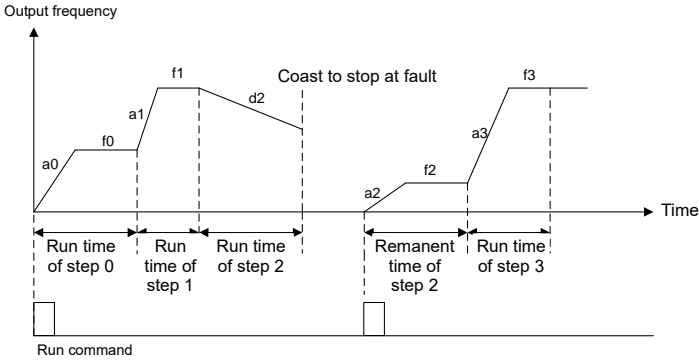 Output frequency
f1
Coast to stop at fault
f3
d2
a1
f0
a3
a0
f2
a2
Time
Run time
of step 0
Run
time of
step 1
Run time
of step 2
Remanent
time of
step 2
Run time
of step 3
Run command